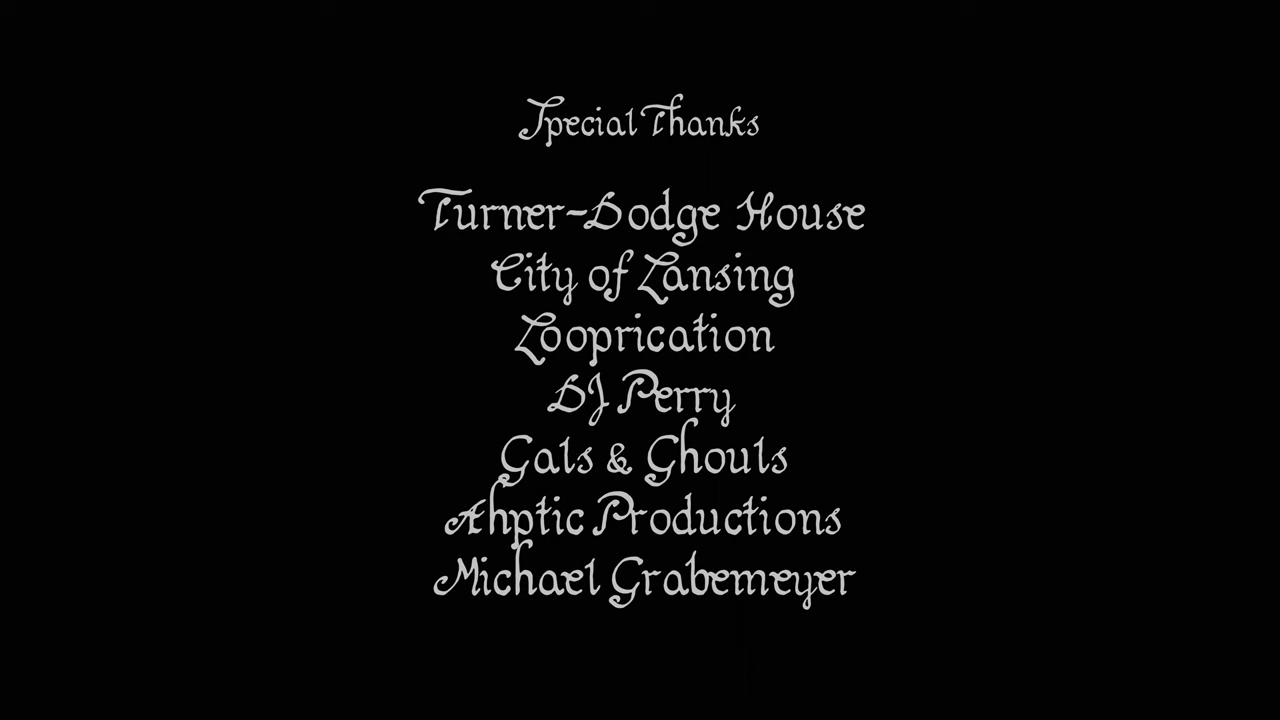 Special Thanks
Turner-Dodge House
City of Lansing
Looprication
DJ Perry
Gals & Ghouls
Ahptic Productions
Michael Grabemeyer